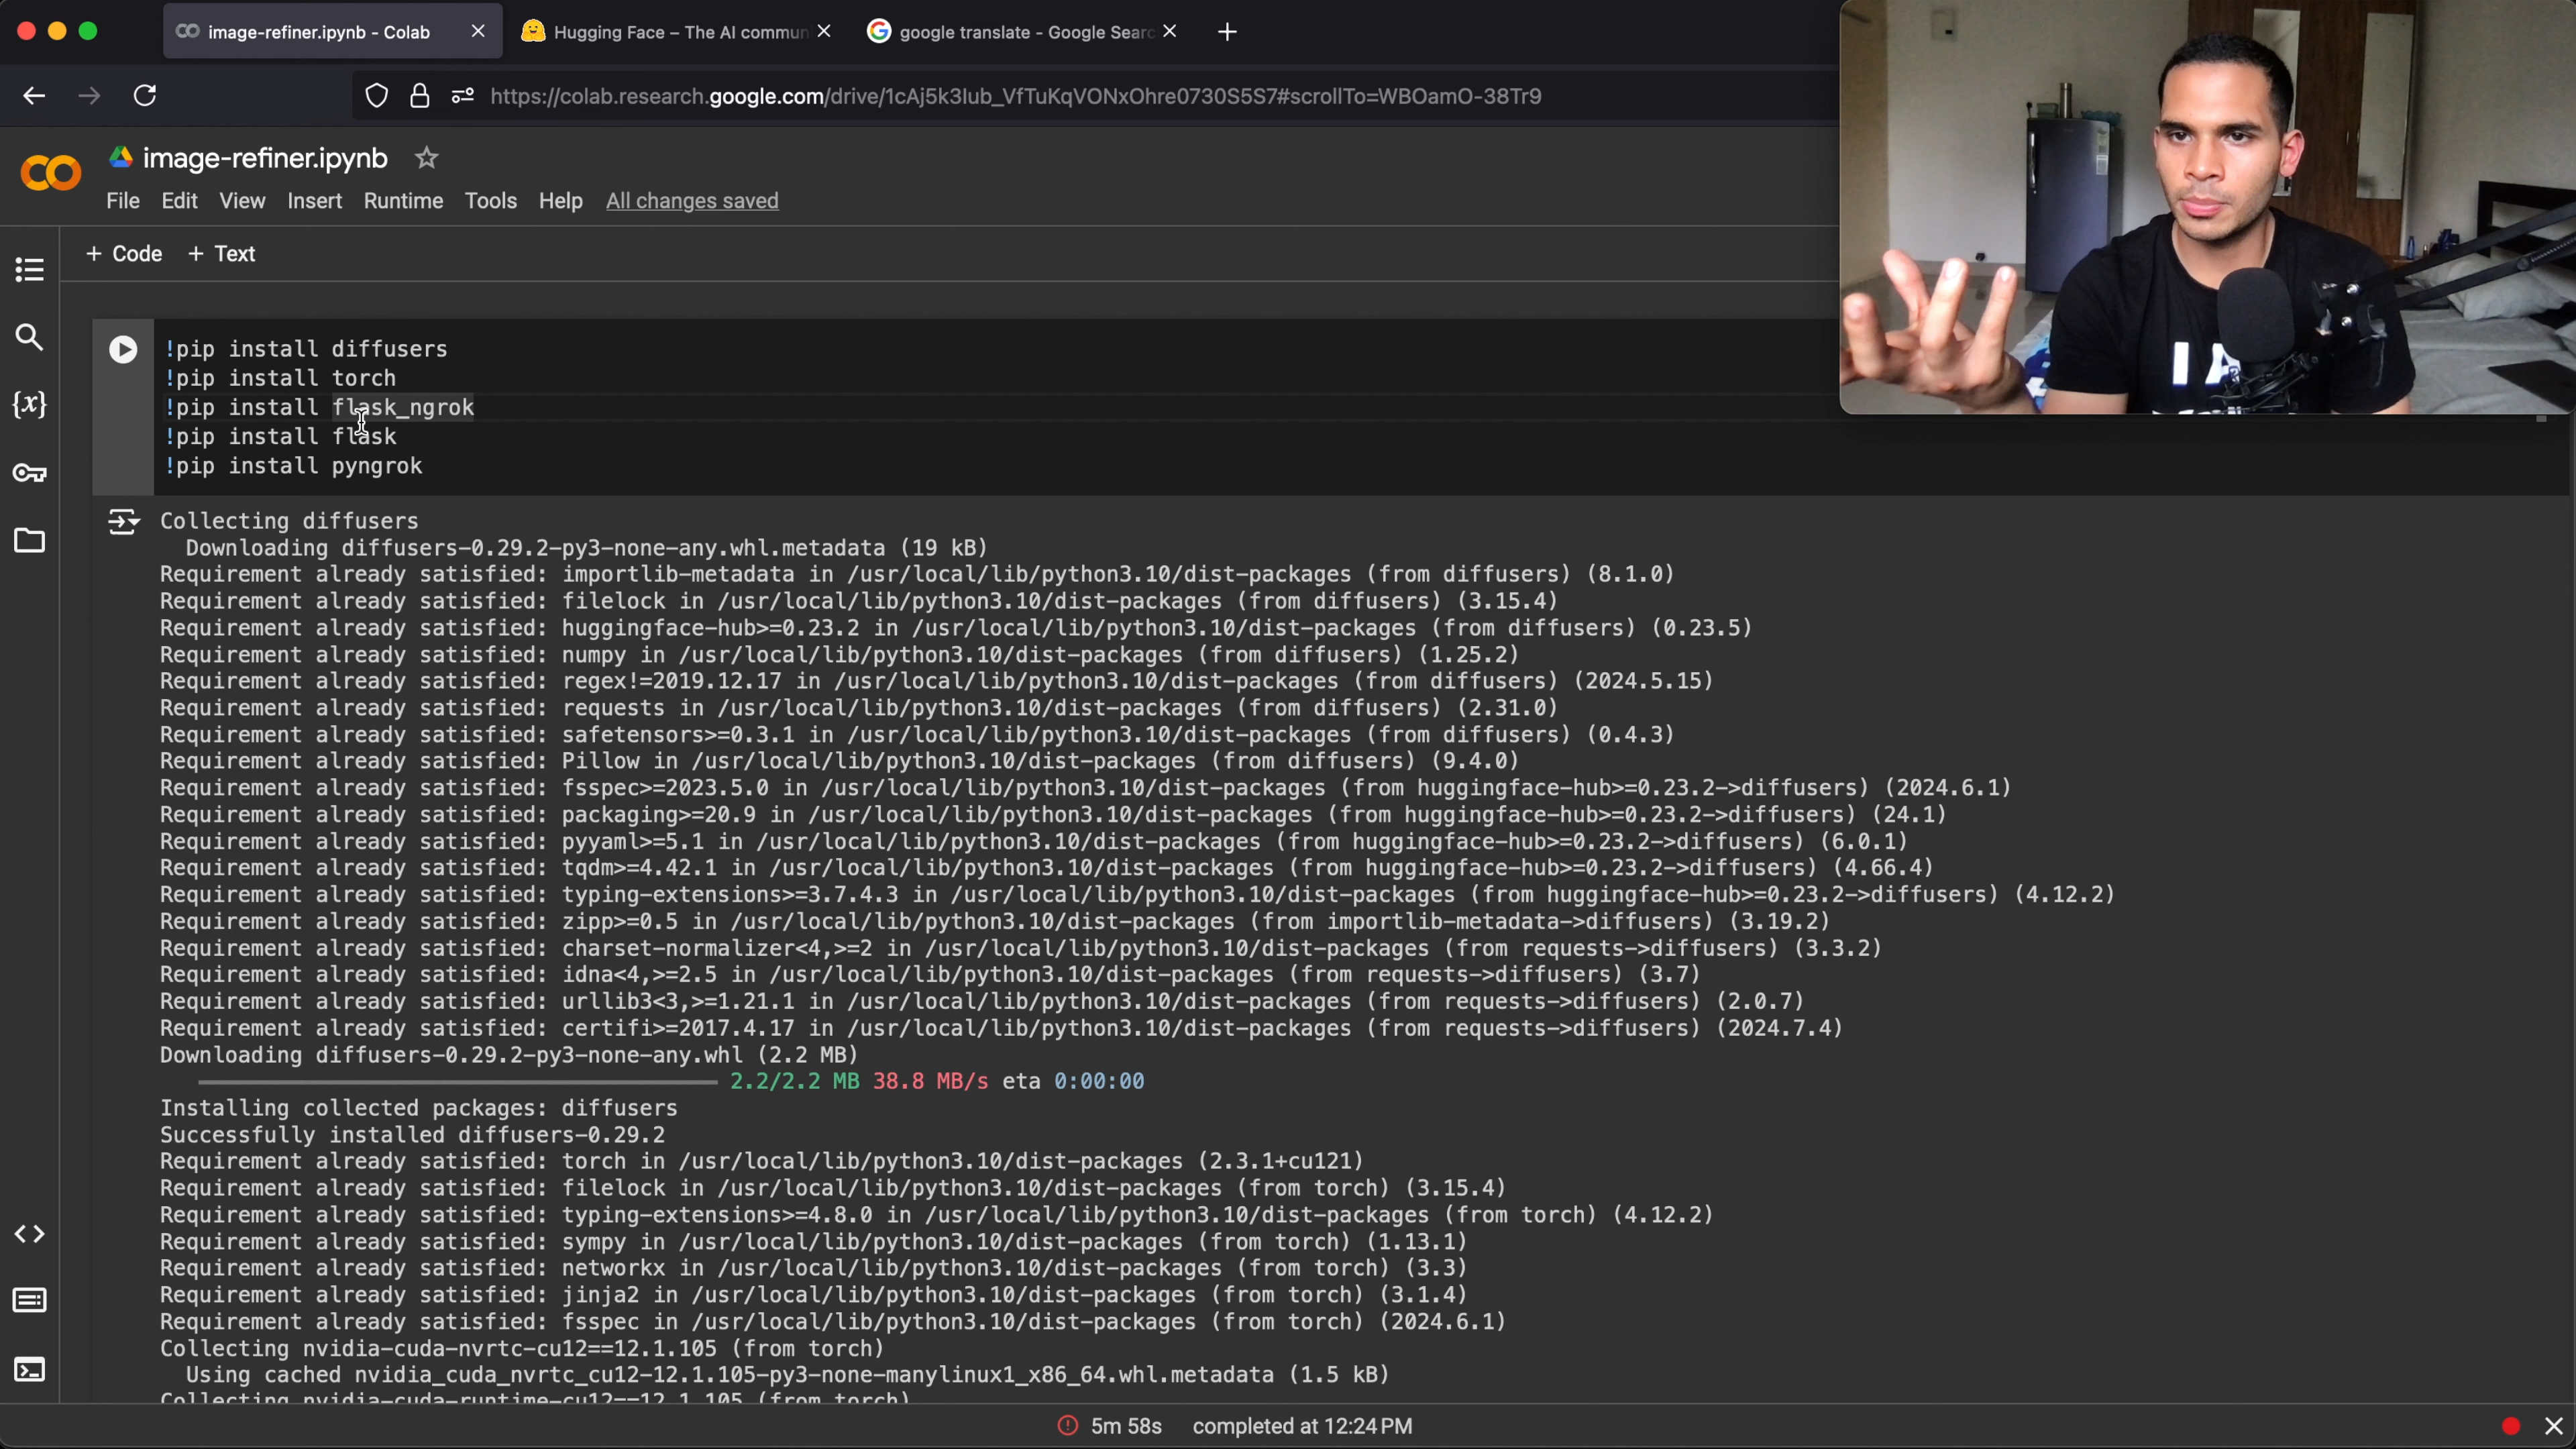 image-refiner.ipynb - Colab
Hugging Face – The AI commun
google translate - Google Searc
https://colab.research.google.com/drive/1cAj5k3Iub_VfTuKqVONxOhre0730S5S7#scrollTo=WBOamO-38Tr9
image-refiner.ipynb
File Edit View Insert Runtime Tools Help All changes saved
+ Code + Text
!pip install diffusers
!pip install torch
!pip install flask_ngrok
!pip install flask
!pip install pyngrok
Collecting diffusers
Downloading diffusers-0.29.2-py3-none-any.whl.metadata (19 kB)
Requirement already satisfied: importlib-metadata in /usr/local/lib/python3.10/dist-packages (from diffusers) (8.1.0)
Requirement already satisfied: filelock in /usr/local/lib/python3.10/dist-packages (from diffusers) (3.15.4)
Requirement already satisfied: huggingface-hub>=0.23.2 in /usr/local/lib/python3.10/dist-packages (from diffusers) (0.23.5)
Requirement already satisfied: numpy in /usr/local/lib/python3.10/dist-packages (from diffusers) (1.25.2)
Requirement already satisfied: regex!=2019.12.17 in /usr/local/lib/python3.10/dist-packages (from diffusers) (2024.5.15)
Requirement already satisfied: requests in /usr/local/lib/python3.10/dist-packages (from diffusers) (2.31.0)
Requirement already satisfied: safetensors>=0.3.1 in /usr/local/lib/python3.10/dist-packages (from diffusers) (0.4.3)
Requirement already satisfied: Pillow in /usr/local/lib/python3.10/dist-packages (from diffusers) (9.4.0)
Requirement already satisfied: fsspec>=2023.5.0 in /usr/local/lib/python3.10/dist-packages (from huggingface-hub>=0.23.2->diffusers) (2024.6.1)
Requirement already satisfied: packaging>=20.9 in /usr/local/lib/python3.10/dist-packages (from huggingface-hub>=0.23.2->diffusers) (24.1)
Requirement already satisfied: pyyaml>=5.1 in /usr/local/lib/python3.10/dist-packages (from huggingface-hub>=0.23.2->diffusers) (6.0.1)
Requirement already satisfied: tqdm>=4.42.1 in /usr/local/lib/python3.10/dist-packages (from huggingface-hub>=0.23.2->diffusers) (4.66.4)
Requirement already satisfied: typing-extensions>=3.7.4.3 in /usr/local/lib/python3.10/dist-packages (from huggingface-hub>=0.23.2->diffusers) (4.12.2)
Requirement already satisfied: zipp>=0.5 in /usr/local/lib/python3.10/dist-packages (from importlib-metadata->diffusers) (3.19.2)
Requirement already satisfied: charset-normalizer<4,>=2 in /usr/local/lib/python3.10/dist-packages (from requests->diffusers) (3.3.2)
Requirement already satisfied: idna<4,>=2.5 in /usr/local/lib/python3.10/dist-packages (from requests->diffusers) (3.7)
Requirement already satisfied: urllib3<3,>=1.21.1 in /usr/local/lib/python3.10/dist-packages (from requests->diffusers) (2.0.7)
Requirement already satisfied: certifi>=2017.4.17 in /usr/local/lib/python3.10/dist-packages (from requests->diffusers) (2024.7.4)
Downloading diffusers-0.29.2-py3-none-any.whl (2.2 MB)
2.2/2.2 MB 38.8 MB/s eta 0:00:00
Installing collected packages: diffusers
Successfully installed diffusers-0.29.2
Requirement already satisfied: torch in /usr/local/lib/python3.10/dist-packages (2.3.1+cu121)
Requirement already satisfied: filelock in /usr/local/lib/python3.10/dist-packages (from torch) (3.15.4)
Requirement already satisfied: typing-extensions>=4.8.0 in /usr/local/lib/python3.10/dist-packages (from torch) (4.12.2)
Requirement already satisfied: sympy in /usr/local/lib/python3.10/dist-packages (from torch) (1.13.1)
Requirement already satisfied: networkx in /usr/local/lib/python3.10/dist-packages (from torch) (3.3)
Requirement already satisfied: jinja2 in /usr/local/lib/python3.10/dist-packages (from torch) (3.1.4)
Requirement already satisfied: fsspec in /usr/local/lib/python3.10/dist-packages (from torch) (2024.6.1)
Collecting nvidia-cuda-nvrtc-cu12==12.1.105 (from torch)
Using cached nvidia_cuda_nvrtc_cu12-12.1.105-py3-none-manylinux1_x86_64.whl.metadata (1.5 kB)
Collecting nvidia-cuda-runtime-cu12==12.1.105 (from torch)
5m 58s completed at 12:24 PM